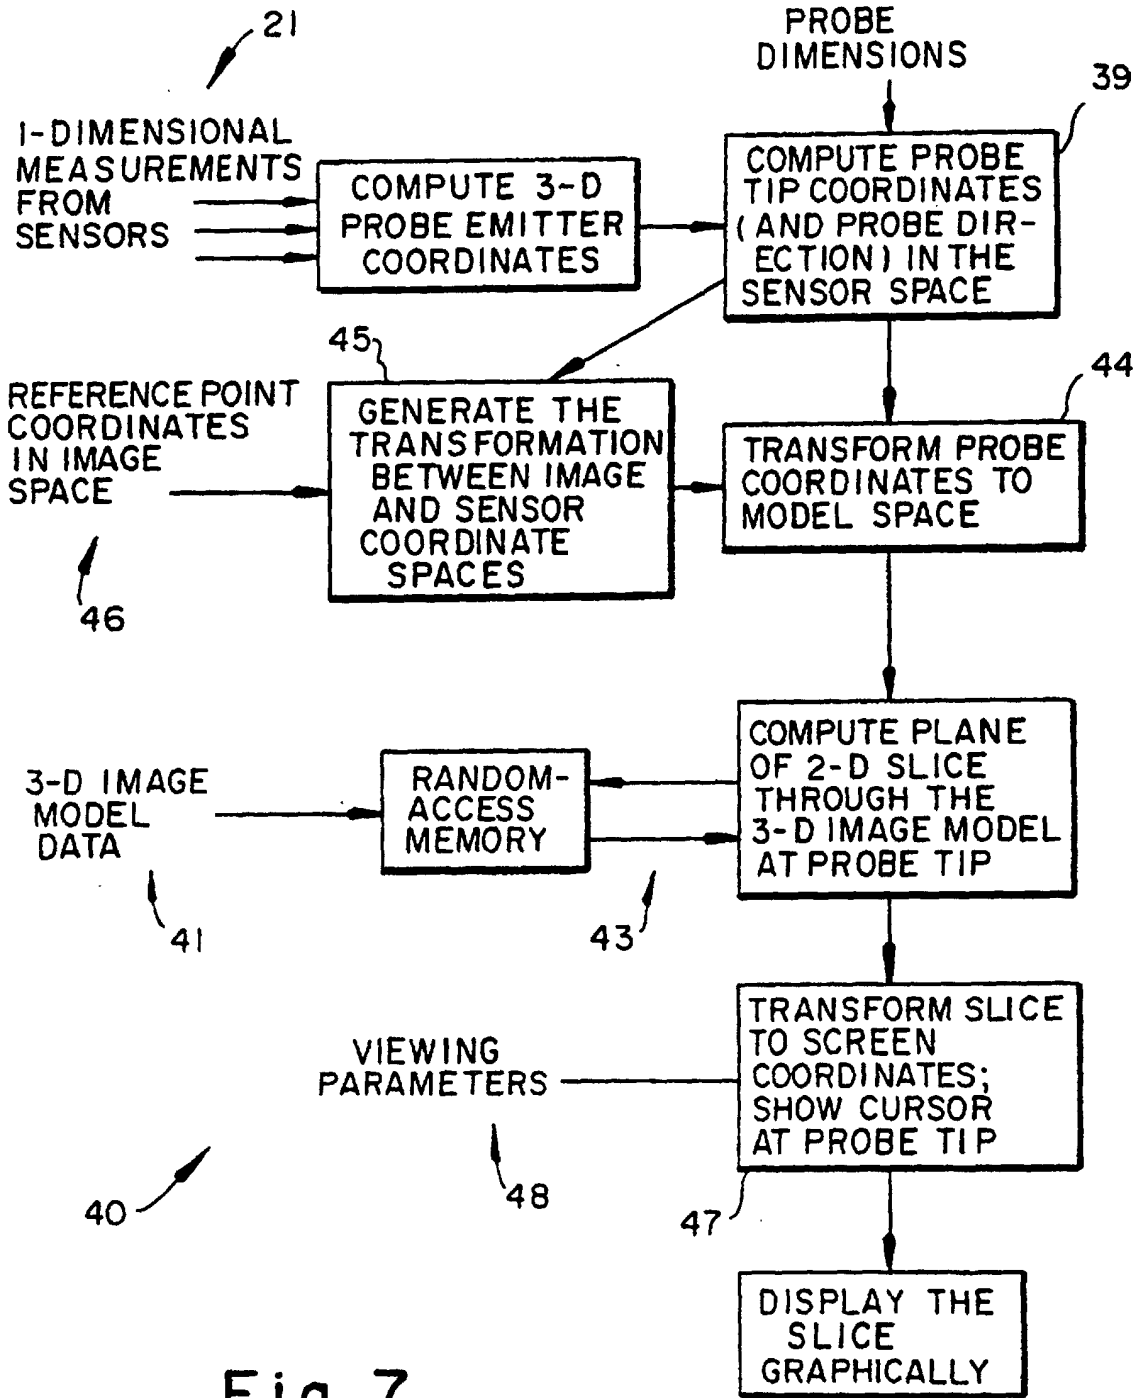 21
PROBE
DIMENSIONS
39
1-DIMENSIONAL
MEASUREMENTS
FROM
SENSORS
COMPUTE 3-D
PROBE EMITTER
COORDINATES
COMPUTE PROBE
TIP COORDINATES
(AND PROBE DIR-
ECTION) IN THE
SENSOR SPACE
45
44
REFERENCE POINT
COORDINATES
IN IMAGE
SPACE
46
GENERATE THE
TRANSFORMATION
BETWEEN IMAGE
AND SENSOR
COORDINATE
SPACES
TRANSFORM PROBE
COORDINATES TO
MODEL SPACE
3-D IMAGE
MODEL
DATA
41
RANDOM-
ACCESS
MEMORY
43
COMPUTE PLANE
OF 2-D SLICE
THROUGH THE
3-D IMAGE MODEL
AT PROBE TIP
VIEWING
PARAMETERS
48
40
TRANSFORM SLICE
TO SCREEN
COORDINATES;
SHOW CURSOR
AT PROBE TIP
47
DISPLAY THE
SLICE
GRAPHICALLY
Fig. 7